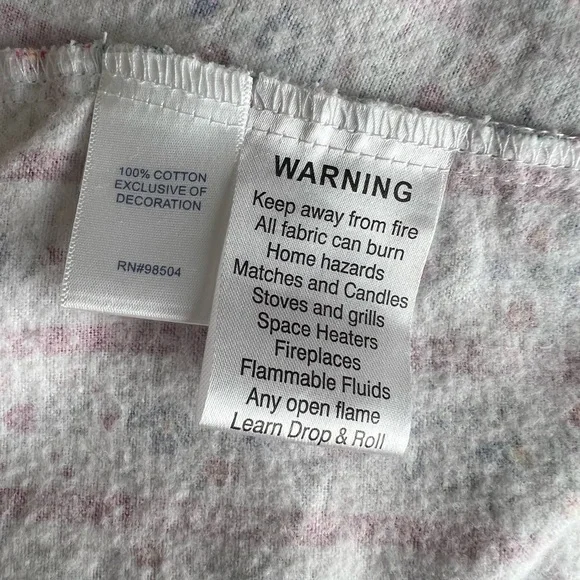 100% COTTON
EXCLUSIVE OF
DECORATION
RN#98504
WARNING
Keep away from fire
All fabric can burn
Home hazards
Matches and Candles
Stoves and grills
Space Heaters
Fireplaces
Flammable Fluids
Any open flame
Learn Drop & Roll